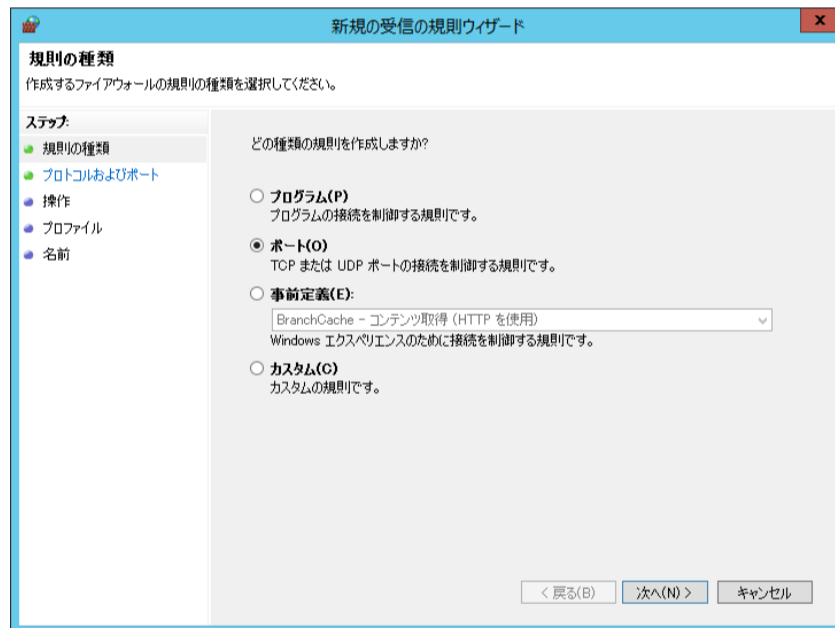 新規の受信の規則ウィザード
x
規則の種類
作成するファイアウォールの規則の種類を選択してください。
ステップ:
規則の種類
プロトコルおよびポート
操作
プロファイル
名前
どの種類の規則を作成しますか?
プログラム(P)
プログラムの接続を制御する規則です。
ポート(O)
TCP または UDP ポートの接続を制御する規則です。
事前定義(E):
BranchCache - コンテンツ取得 (HTTP を使用)
Windows エクスペリエンスのために接続を制御する規則です。
カスタム(C)
カスタムの規則です。
< 戻る(B)
次へ(N) >
キャンセル